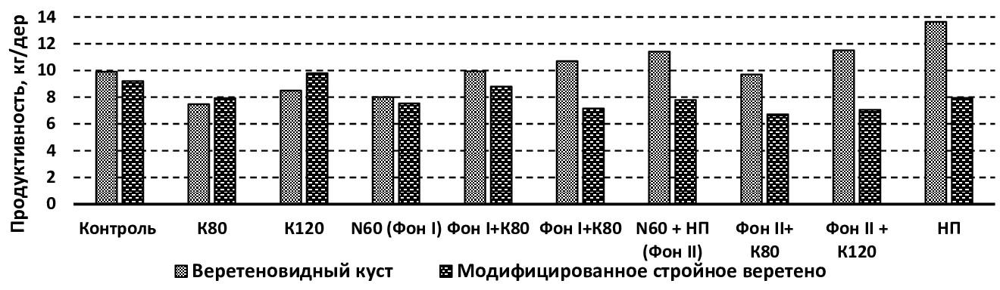 Продуктивность, кг/дер
14
12
10
8
6
4
2
0
Контроль
К80
К120
N60 (Фон I)
Фон I+К80
Фон I+К80
N60 + НП
(Фон II)
Фон II+
К80
Фон II +
К120
НП
Веретеновидный куст
Модифицированное стройное веретено